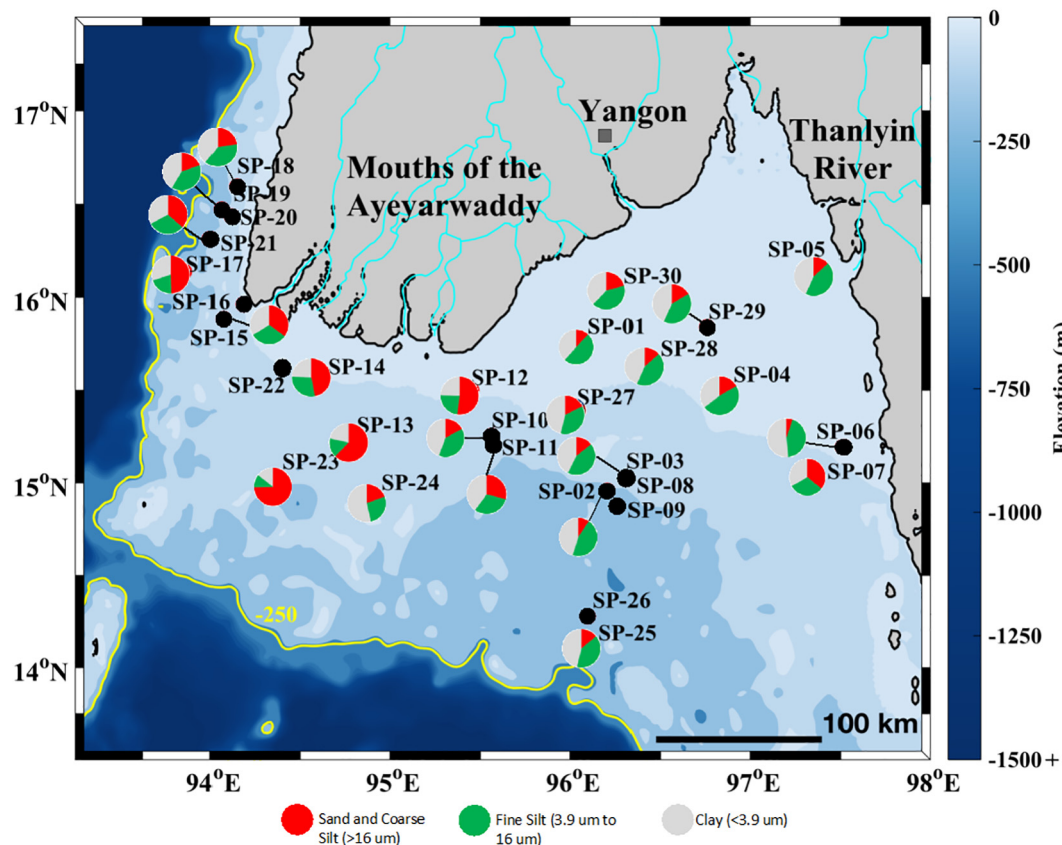 0
17°N
Yangon
Thanlyin
River
Mouths of the
Ayeyarwaddy
-250
SP-18
SP-19
SP-20
SP-21
SP-05
-500
SP-17
16°N
SP-16
SP-30
SP-15
SP-29
SP-01
SP-28
SP-14
SP-22
SP-12
SP-04
-750
SP-27
SP-10
SP-13
SP-11
SP-06
SP-23
SP-03
SP-07
15°N
SP-24
SP-02
SP-08
SP-09
-1000
SP-26
-250
SP-25
-1250
14°N
100 km
-1500+
94°E
95°E
96°E
97°E
98°E
Elevation (m)
Sand and Coarse
Silt (>16 um)
Fine Silt (3.9 um to
16 um)
Clay (<3.9 um)